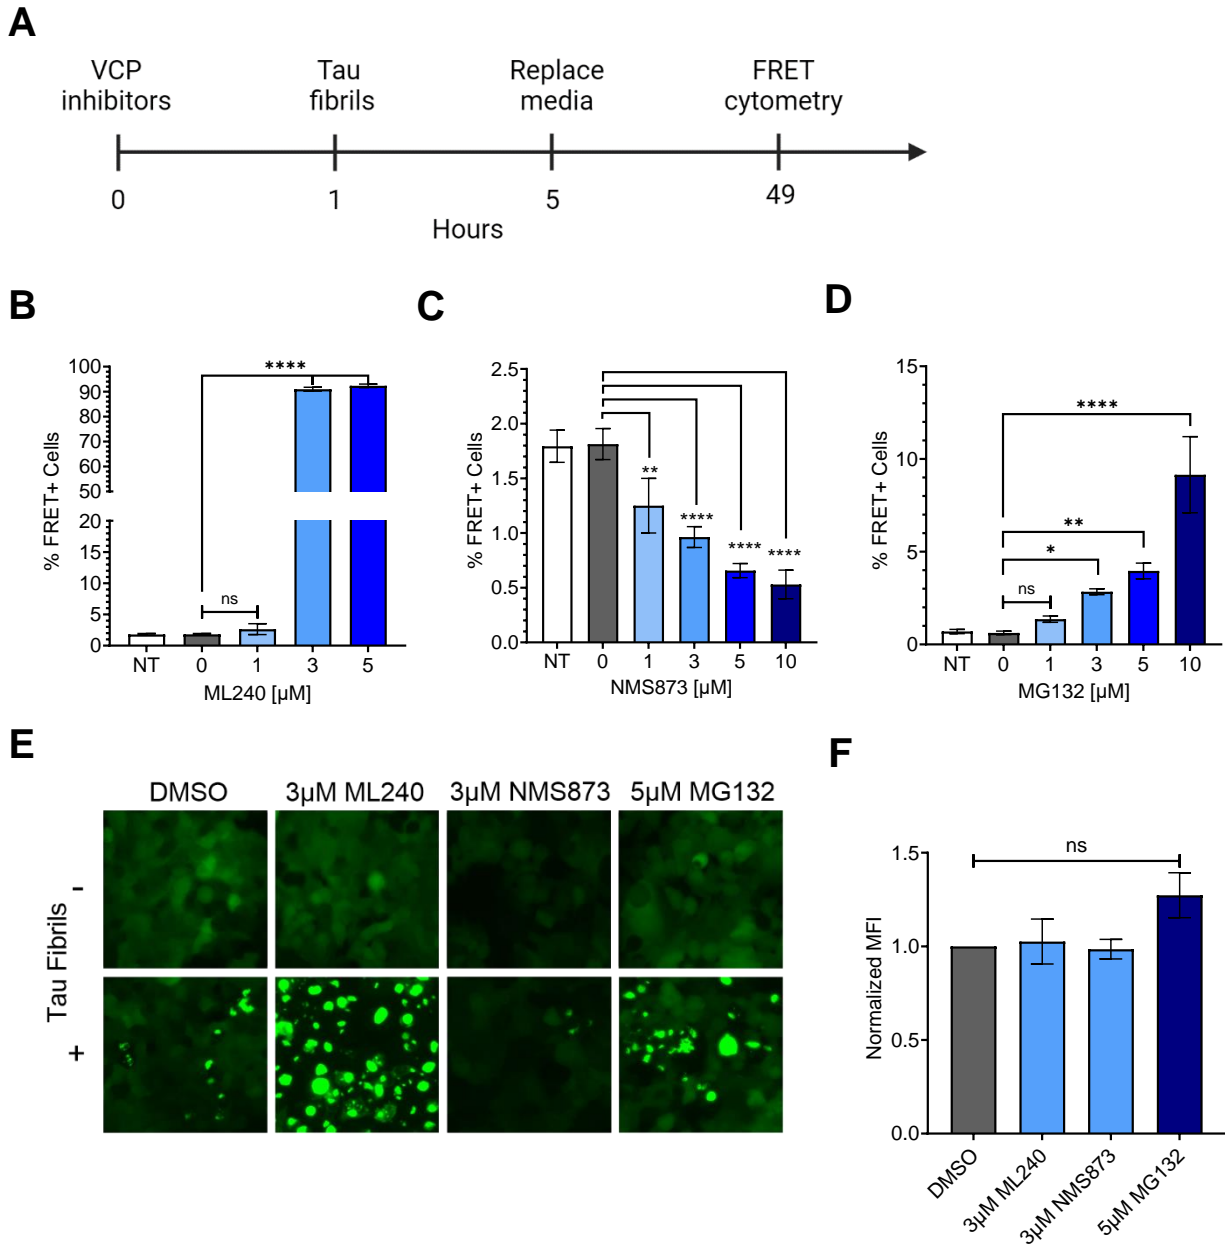 A
VCP
inhibitors
Tau
fibrils
Replace
media
FRET
cytometry
0
1
5
49
Hours
B
% FRET+ Cells
100
90
80
70
60
50
20
15
10
5
0
****
ns
NT
0
1
3
5
ML240 [µM]
C
% FRET+ Cells
2.5
2.0
1.5
1.0
0.5
0.0
**
****
****
****
NT
0
1
3
5
10
NMS873 [µM]
D
% FRET+ Cells
15
10
5
0
****
**
*
ns
NT
0
1
3
5
10
MG132 [µM]
E
DMSO
3µM ML240
3µM NMS873
5µM MG132
Tau Fibrils
-
+
F
Normalized MFI
1.5
1.0
0.5
0.0
ns
DMSO
3µM ML240
3µM NMS873
5µM MG132